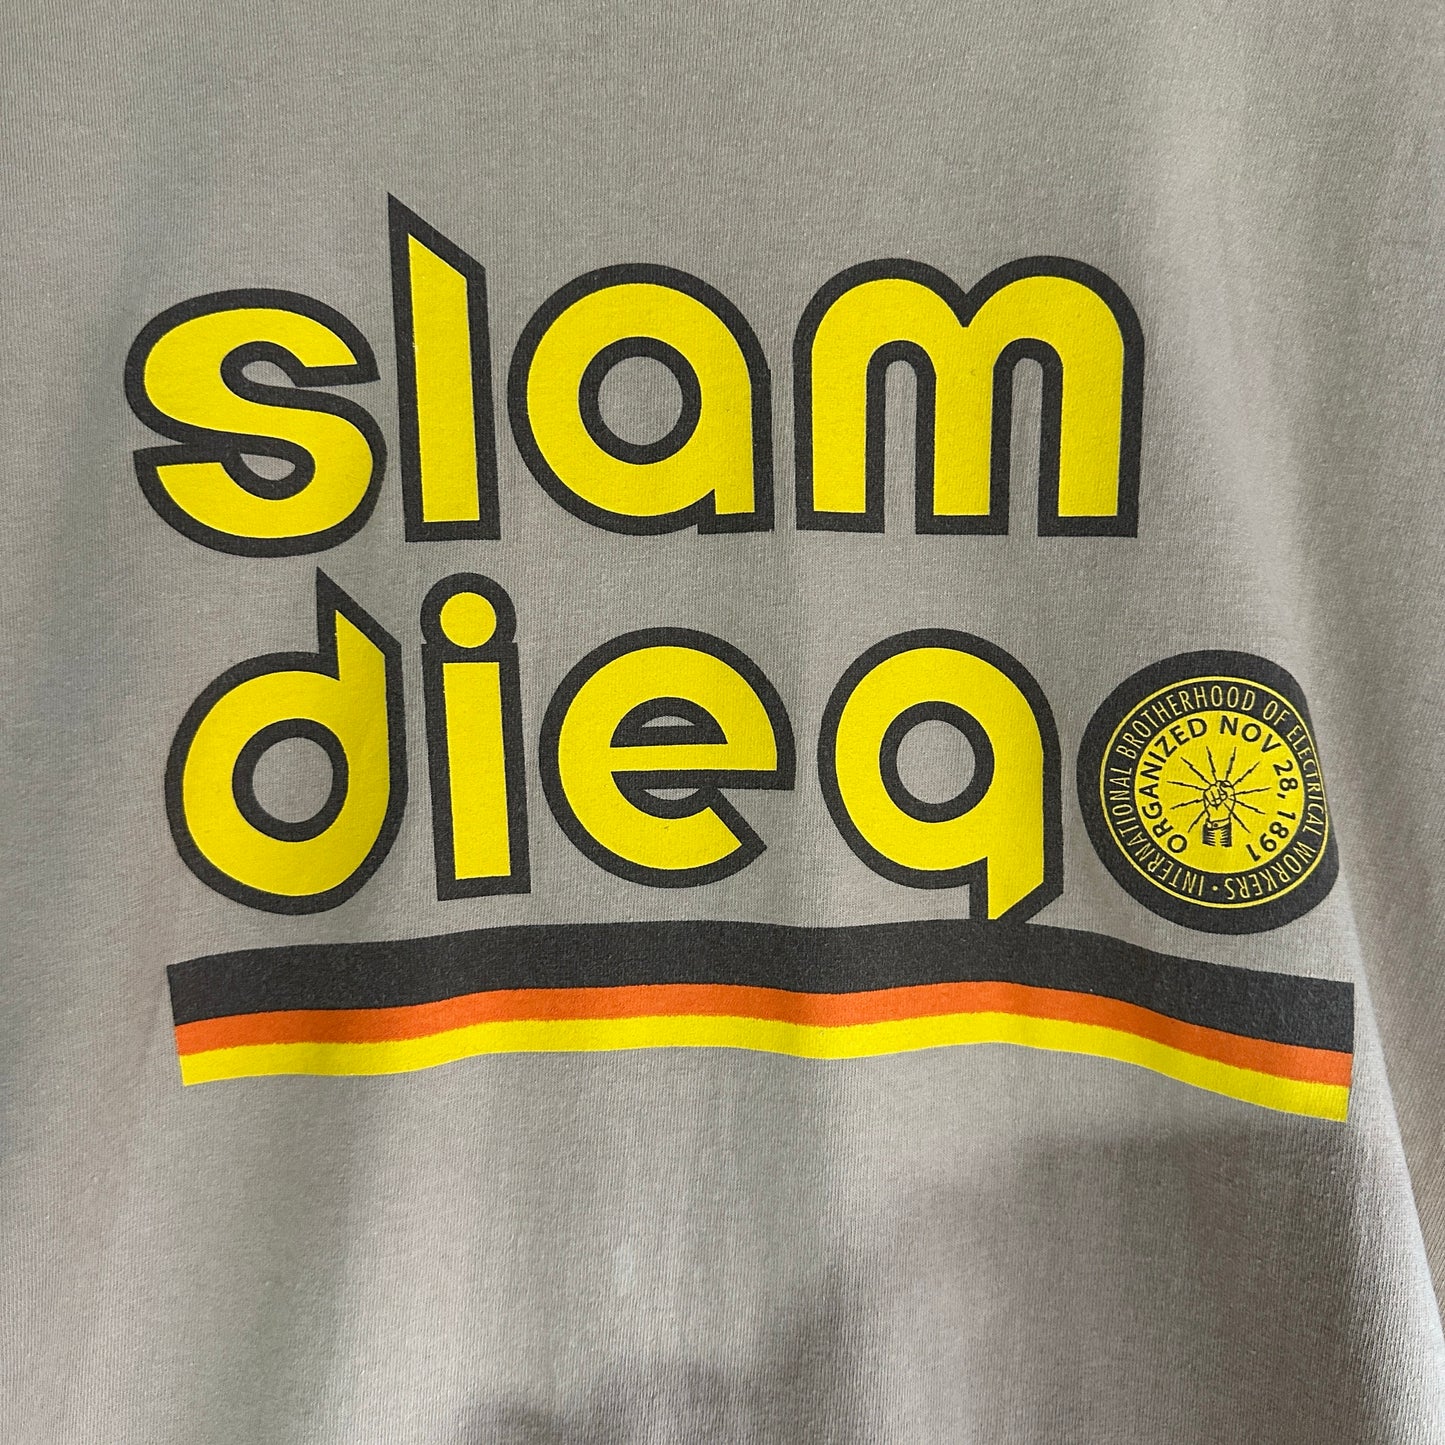 slam
diego
INTERNATIONAL BROTHERHOOD OF ELECTRICAL WORKERS ·
ORGANIZED NOV 28, 1891